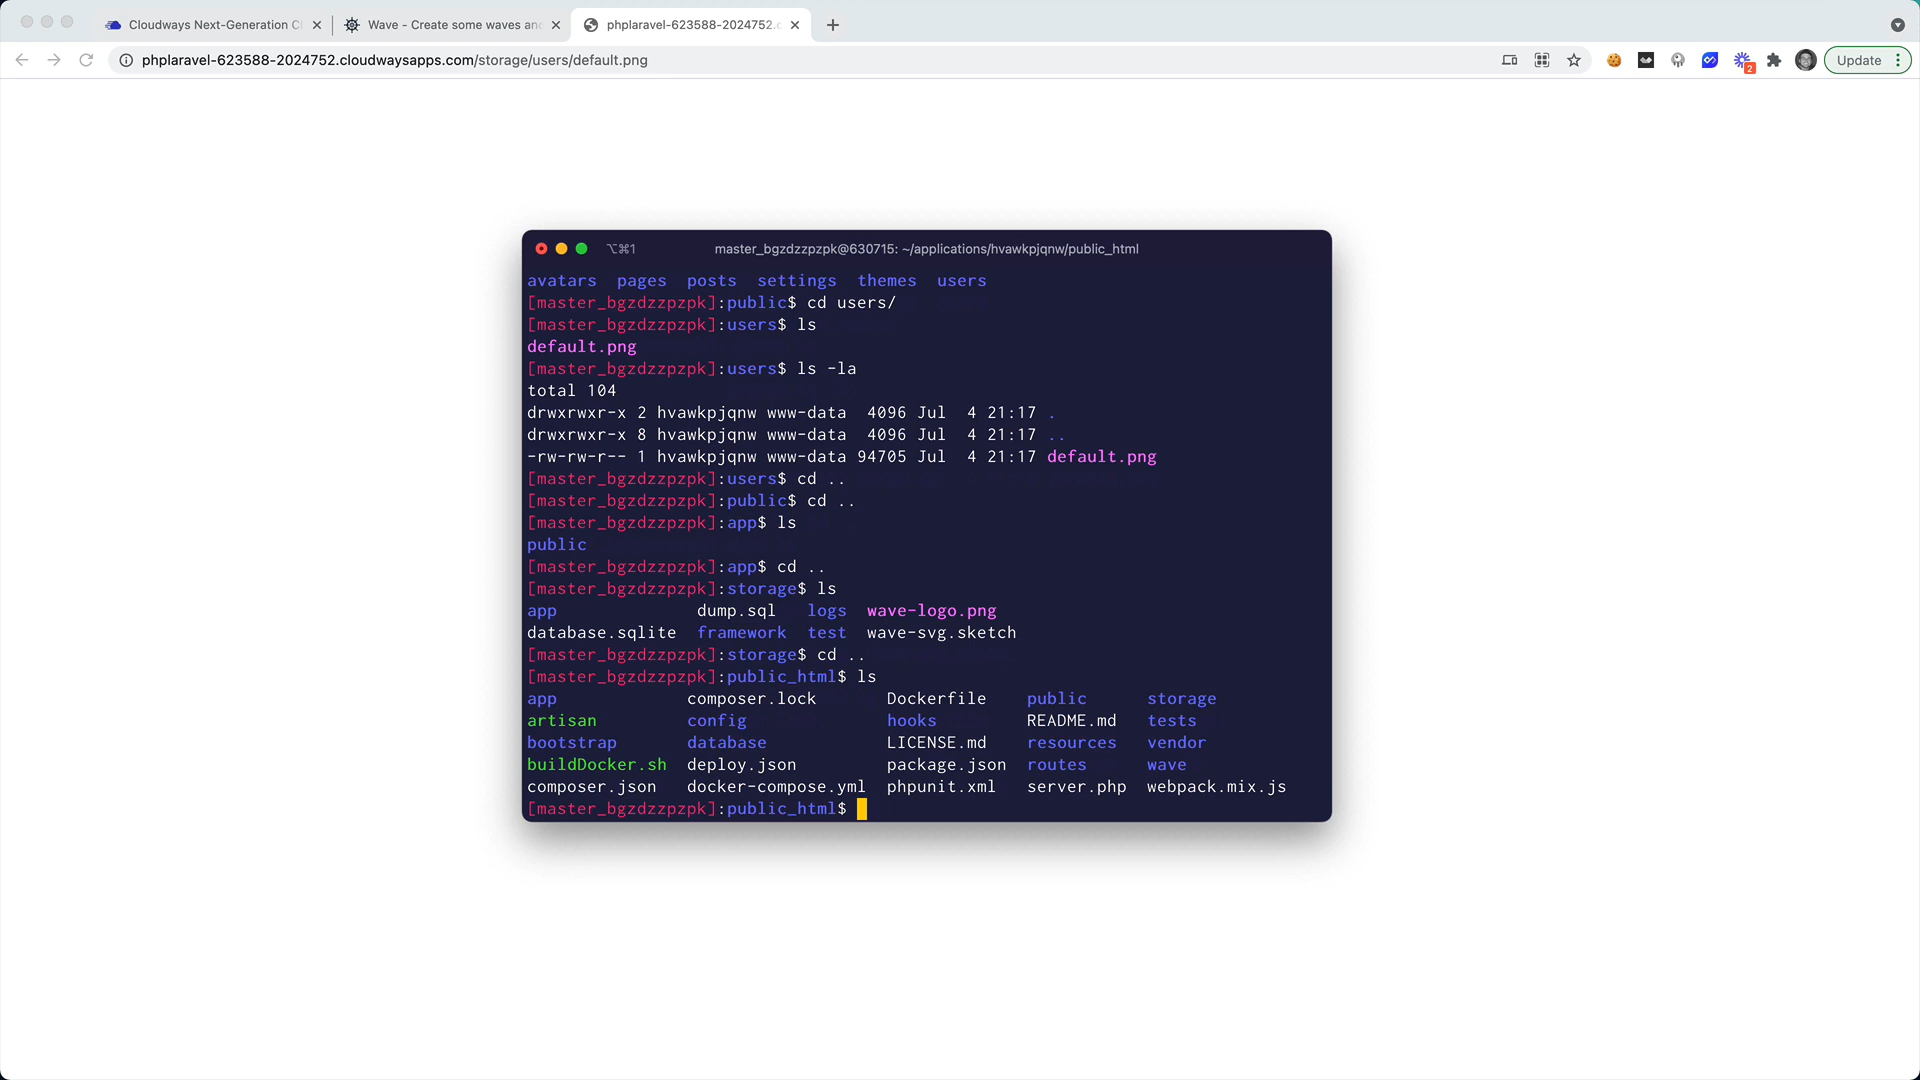 Cloudways Next-Generation Cl
Wave - Create some waves and
phplaravel-623588-2024752.c
phplaravel-623588-2024752.cloudwaysapps.com/storage/users/default.png
2
Update
⌥⌘1
master_bgzdzzpzpk@630715: ~/applications/hvawkpjqnw/public_html
avatars pages posts settings themes users
[master_bgzdzzpzpk]:public$ cd users/
[master_bgzdzzpzpk]:users$ ls
default.png
[master_bgzdzzpzpk]:users$ ls -la
total 104
drwxrwxr-x 2 hvawkpjqnw www-data 4096 Jul 4 21:17 .
drwxrwxr-x 8 hvawkpjqnw www-data 4096 Jul 4 21:17 ..
-rw-rw-r-- 1 hvawkpjqnw www-data 94705 Jul 4 21:17 default.png
[master_bgzdzzpzpk]:users$ cd ..
[master_bgzdzzpzpk]:public$ cd ..
[master_bgzdzzpzpk]:app$ ls
public
[master_bgzdzzpzpk]:app$ cd ..
[master_bgzdzzpzpk]:storage$ ls
app dump.sql logs wave-logo.png
database.sqlite framework test wave-svg.sketch
[master_bgzdzzpzpk]:storage$ cd ..
[master_bgzdzzpzpk]:public_html$ ls
app composer.lock Dockerfile public storage
artisan config hooks README.md tests
bootstrap database LICENSE.md resources vendor
buildDocker.sh deploy.json package.json routes wave
composer.json docker-compose.yml phpunit.xml server.php webpack.mix.js
[master_bgzdzzpzpk]:public_html$